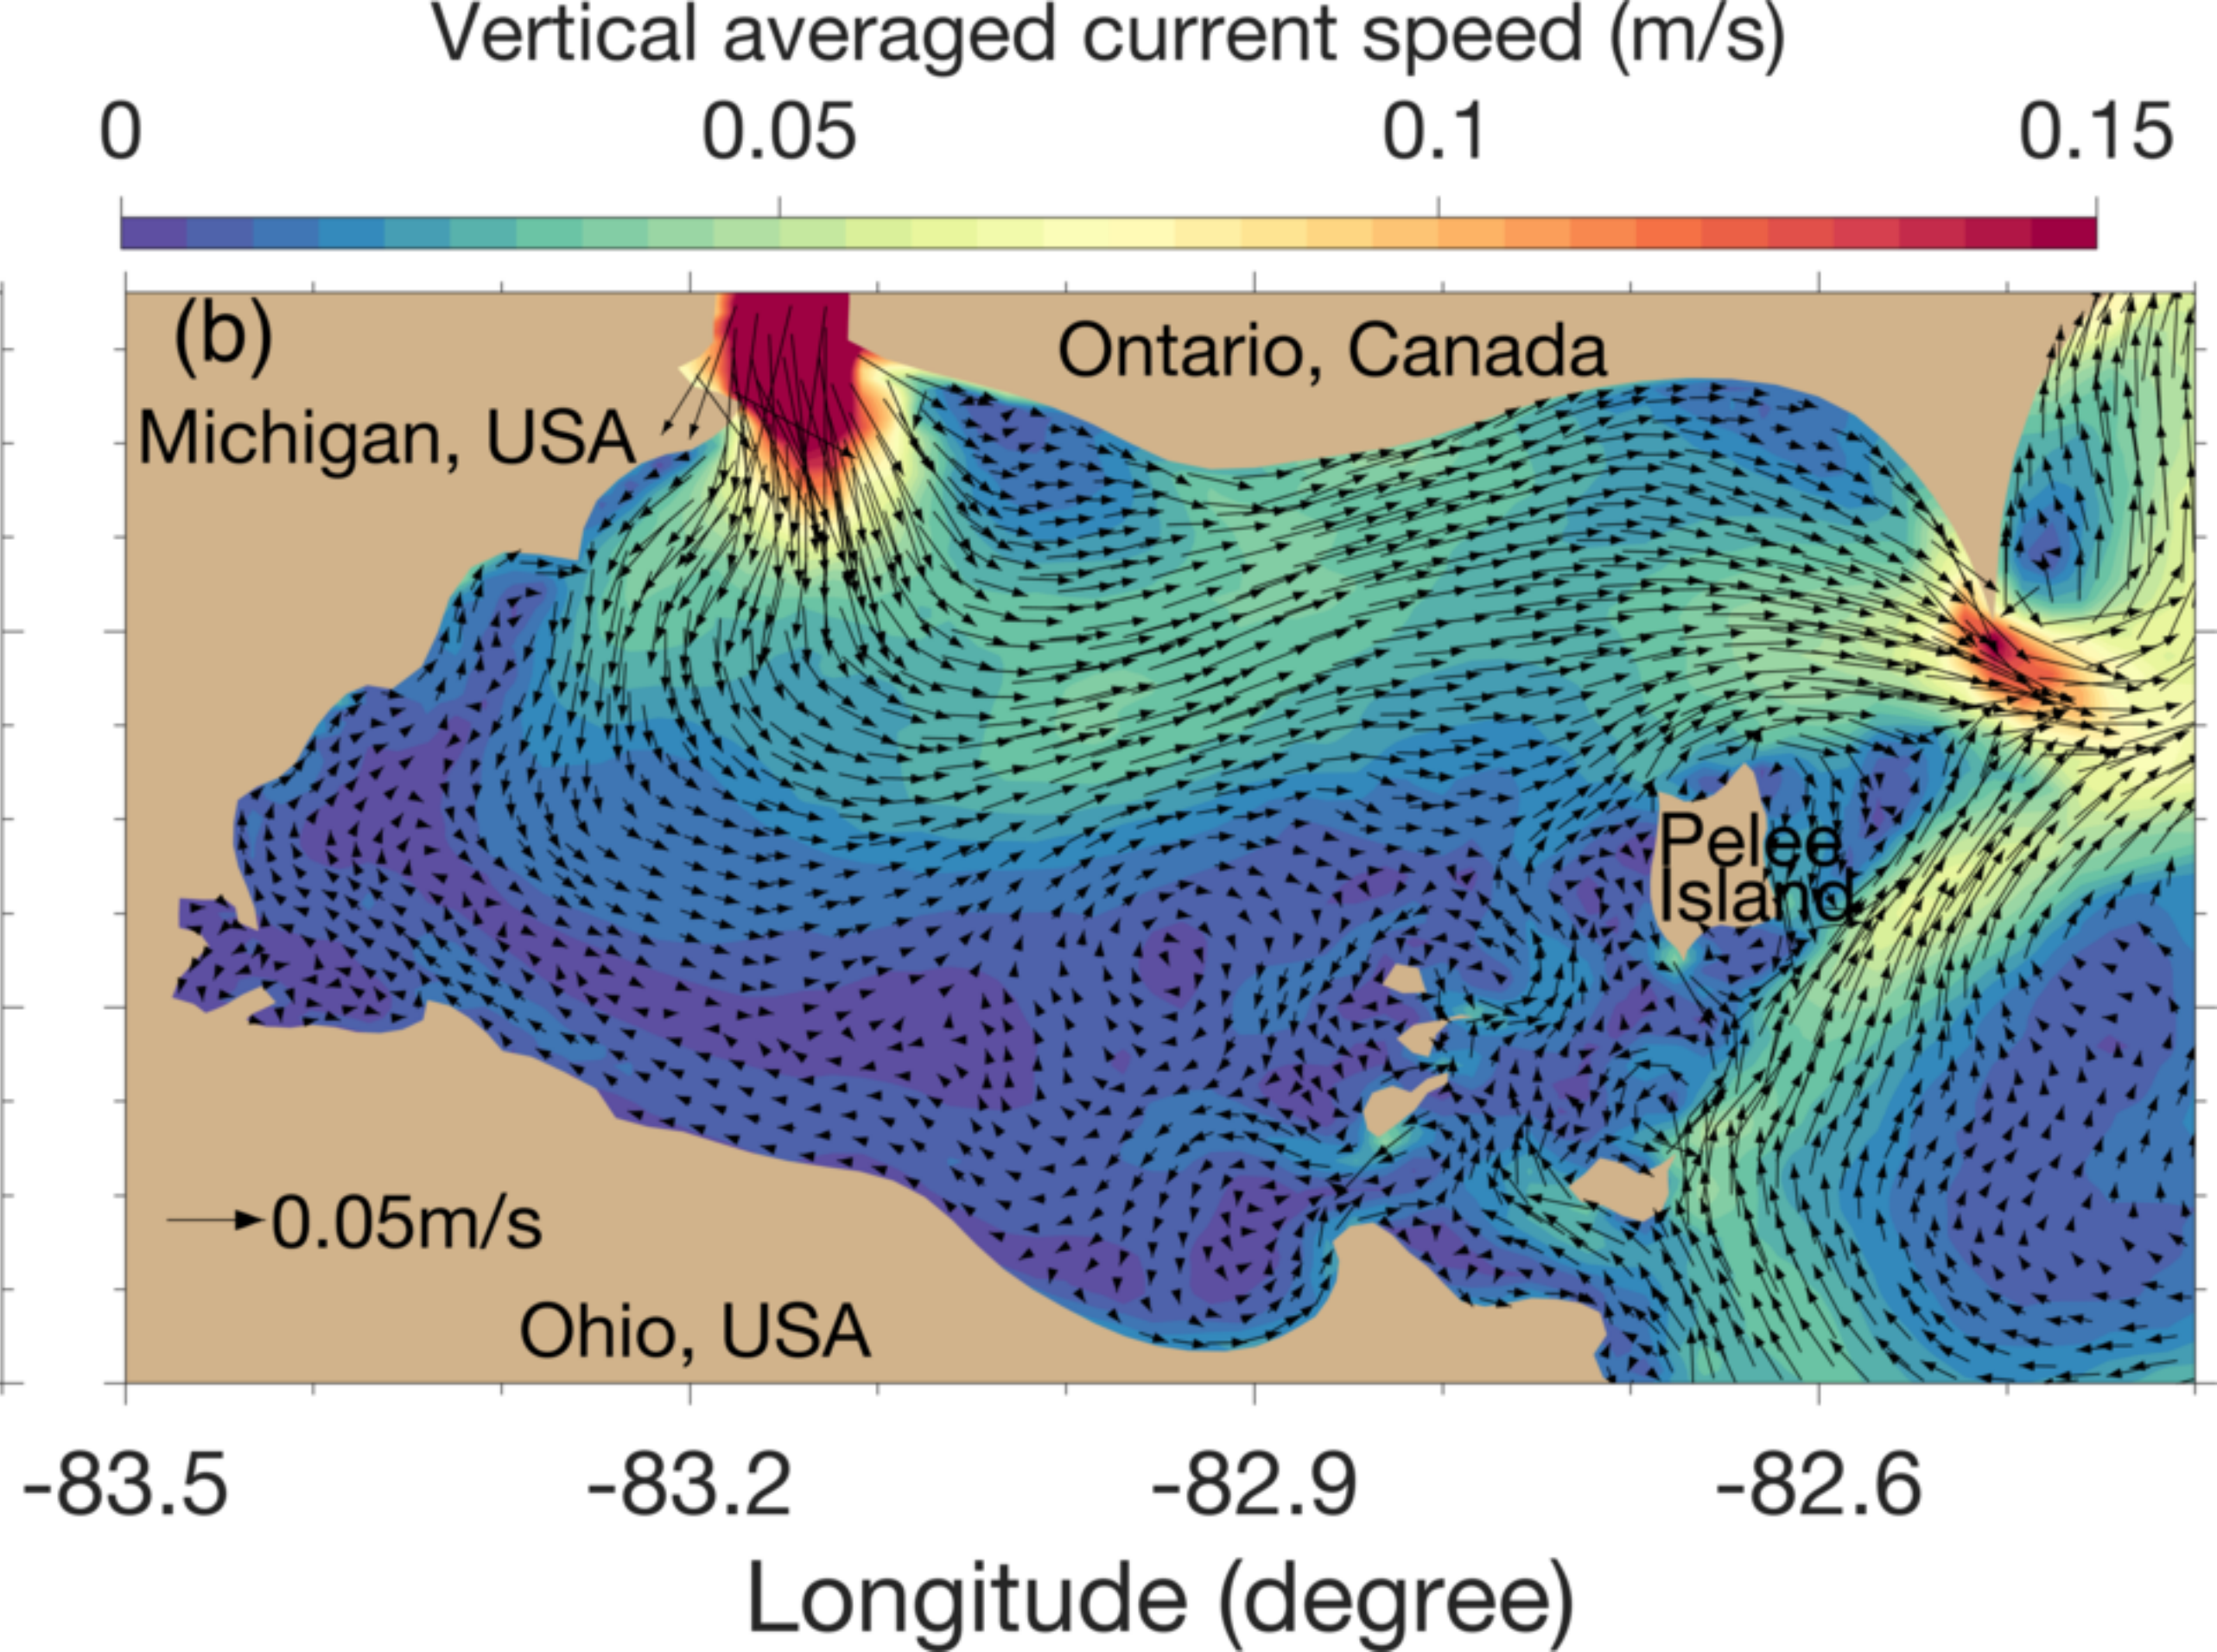 Vertical averaged current speed (m/s)
0 0.05 0.1 0.15
(b)
Ontario, Canada
Michigan, USA
Pelee
Island
0.05m/s
Ohio, USA
-83.5 -83.2 -82.9 -82.6
Longitude (degree)